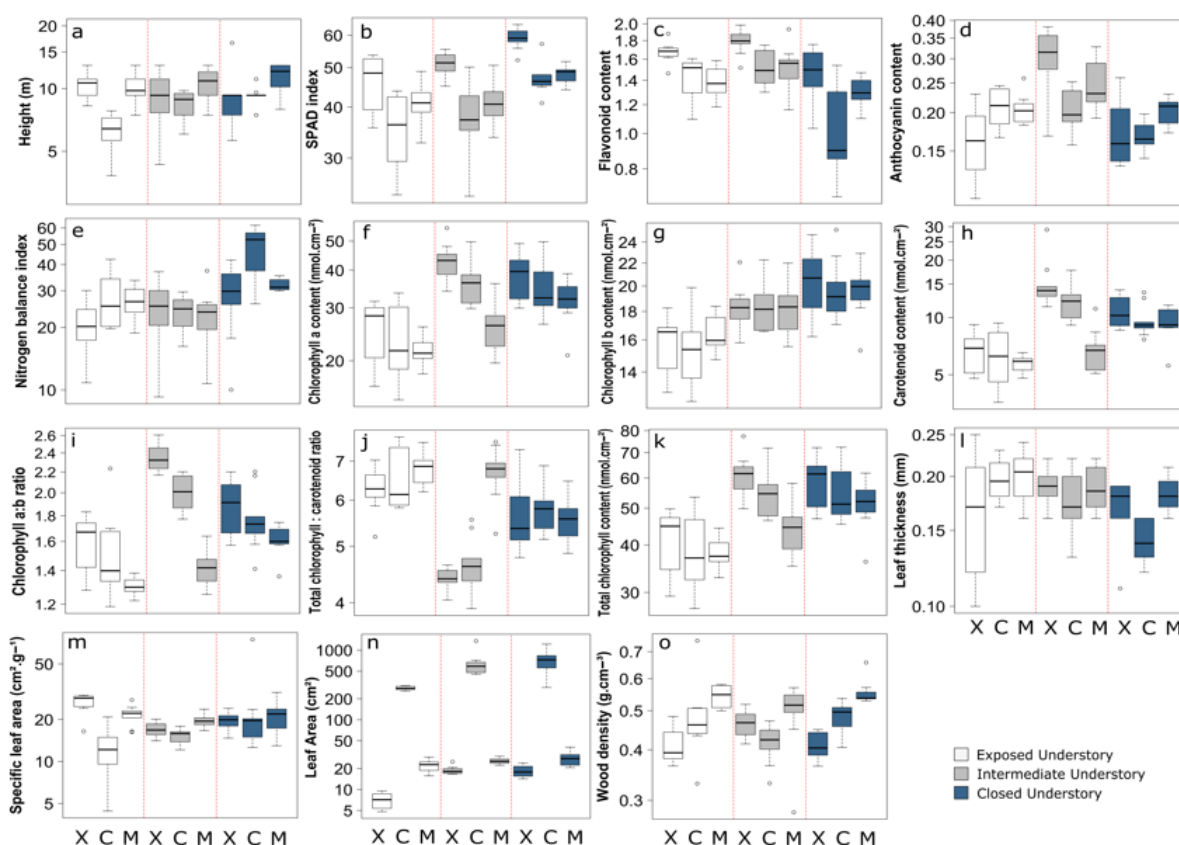 a
Height (m)
20
15
10
5
b
SPAD index
60
50
40
30
c
Flavonoid content
2.0
1.8
1.6
1.4
1.2
1.0
0.8
d
Anthocyanin content
0.40
0.30
0.20
0.15
e
Nitrogen balance index
60
50
40
30
20
10
f
Chlorophyll a content (nmol.cm⁻²)
50
40
30
20
g
Chlorophyll b content (nmol.cm⁻²)
24
22
20
18
16
14
h
Carotenoid content (nmol.cm⁻²)
30
25
20
15
10
5
i
Chlorophyll a:b ratio
2.6
2.4
2.2
2.0
1.8
1.6
1.4
1.2
j
Total chlorophyll : carotenoid ratio
7
6
5
4
k
Total chlorophyll content (nmol.cm⁻²)
80
70
60
50
40
30
l
Leaf thickness (mm)
0.25
0.20
0.15
0.10
X C M X C M X C M
m
Specific leaf area (cm².g⁻¹)
50
20
10
5
X C M X C M X C M
n
Leaf Area (cm²)
1000
500
200
100
50
20
10
5
X C M X C M X C M
o
Wood density (g.cm⁻³)
0.7
0.6
0.5
0.4
0.3
X C M X C M X C M
Exposed Understory
Intermediate Understory
Closed Understory